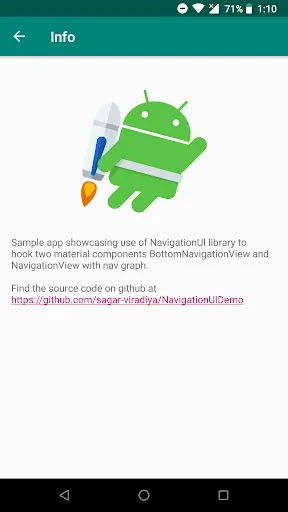 71% 1:10
Info
Sample app showcasing use of NavigationUI library to
hook two material components BottomNavigationView and
NavigationView with nav graph.
Find the source code on github at
https://github.com/sagar-viradiya/NavigationUIDemo